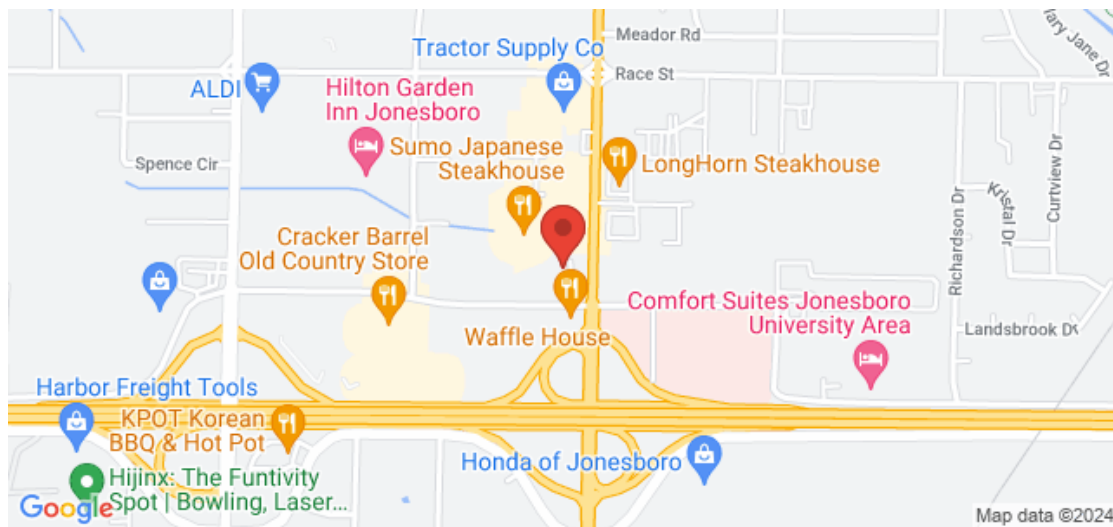 Meador Rd
Mary Jane Dr
Tractor Supply Co
Race St
ALDI
Hilton Garden
Inn Jonesboro
Spence Cir
Sumo Japanese
Steakhouse
LongHorn Steakhouse
Kristal Dr
Curtview Dr
Richardson Dr
Cracker Barrel
Old Country Store
Comfort Suites Jonesboro
University Area
Waffle House
Landsbrook D
Harbor Freight Tools
KPOT Korean
BBQ & Hot Pot
Honda of Jonesboro
Hijinx: The Funtivity
Spot | Bowling, Laser...
Google
Map data ©2024